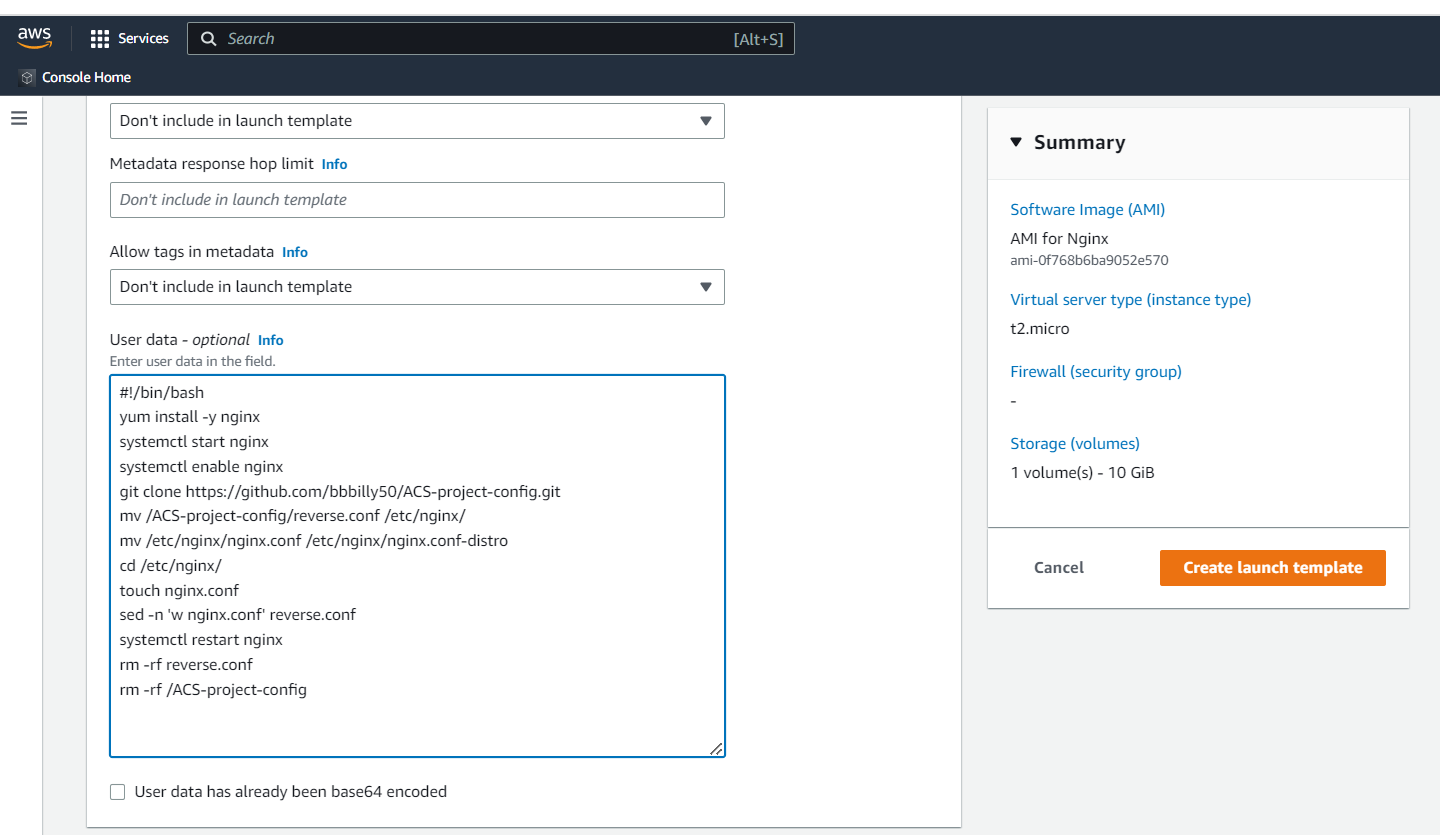 aws
Services
Search
[Alt+S]
Console Home
Don't include in launch template
Metadata response hop limit Info
Don't include in launch template
Allow tags in metadata Info
Don't include in launch template
User data - optional Info
Enter user data in the field.
#!/bin/bash
yum install -y nginx
systemctl start nginx
systemctl enable nginx
git clone https://github.com/bbbilly50/ACS-project-config.git
mv /ACS-project-config/reverse.conf /etc/nginx/
mv /etc/nginx/nginx.conf /etc/nginx/nginx.conf-distro
cd /etc/nginx/
touch nginx.conf
sed -n 'w nginx.conf' reverse.conf
systemctl restart nginx
rm -rf reverse.conf
rm -rf /ACS-project-config
User data has already been base64 encoded
Summary
Software Image (AMI)
AMI for Nginx
ami-0f768b6ba9052e570
Virtual server type (instance type)
t2.micro
Firewall (security group)
-
Storage (volumes)
1 volume(s) - 10 GiB
Cancel
Create launch template